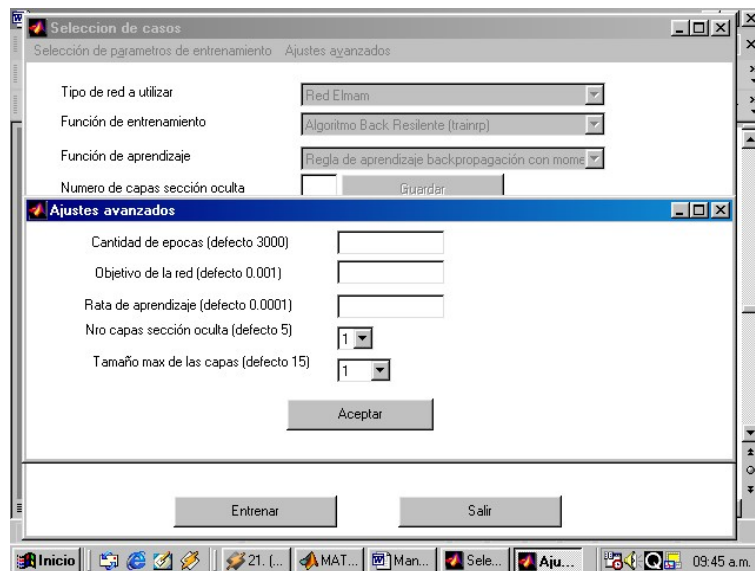 Seleccion de casos
Selección de parametros de entrenamiento Ajustes avanzados
Tipo de red a utilizar Red Elmam
Función de entrenamiento Algoritmo Back Resilente (trainrp)
Función de aprendizaje Regla de aprendizaje backpropagación con mome
Numero de capas sección oculta Guardar
Ajustes avanzados
Cantidad de epocas (defecto 3000)
Objetivo de la red (defecto 0.001)
Rata de aprendizaje (defecto 0.0001)
Nro capas sección oculta (defecto 5) 1
Tamaño max de las capas (defecto 15) 1
Aceptar
Entrenar Salir
Inicio 21. (... MAT... Man... Sele... Aju... 09:45 a.m.